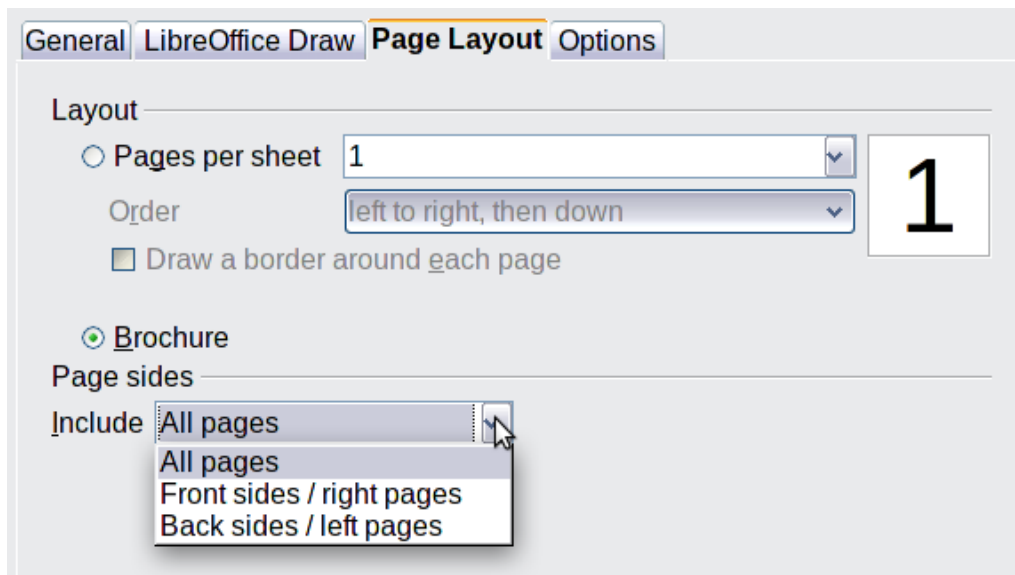 General LibreOffice Draw Page Layout Options
Layout
Pages per sheet 1
1
Order left to right, then down
Draw a border around each page
Brochure
Page sides
Include All pages
All pages
Front sides / right pages
Back sides / left pages